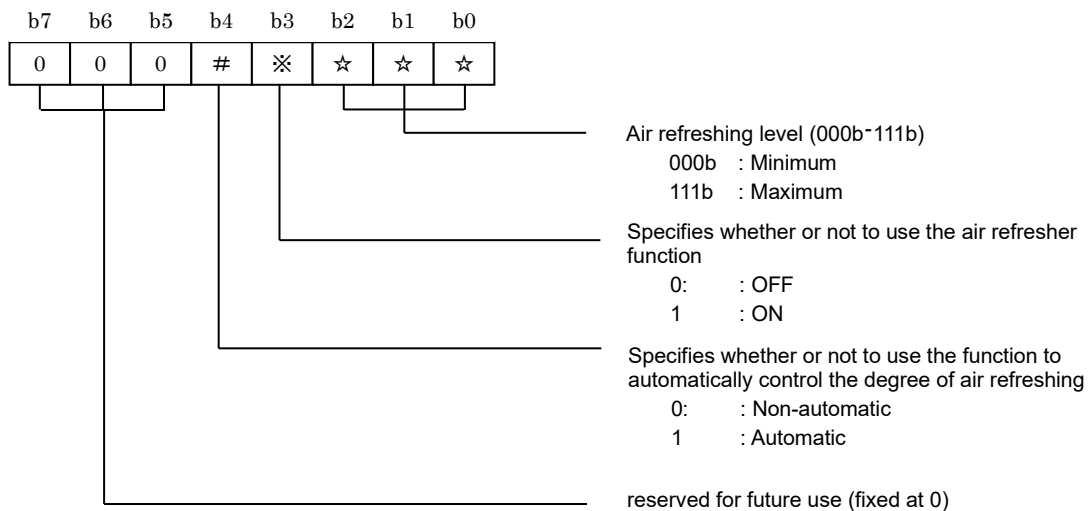 b7 b6 b5 b4 b3 b2 b1 b0
0 0 0 # ※ ☆ ☆ ☆
Air refreshing level (000b-111b)
000b : Minimum
111b : Maximum
Specifies whether or not to use the air refresher
function
0: : OFF
1 : ON
Specifies whether or not to use the function to
automatically control the degree of air refreshing
0: : Non-automatic
1 : Automatic
reserved for future use (fixed at 0)